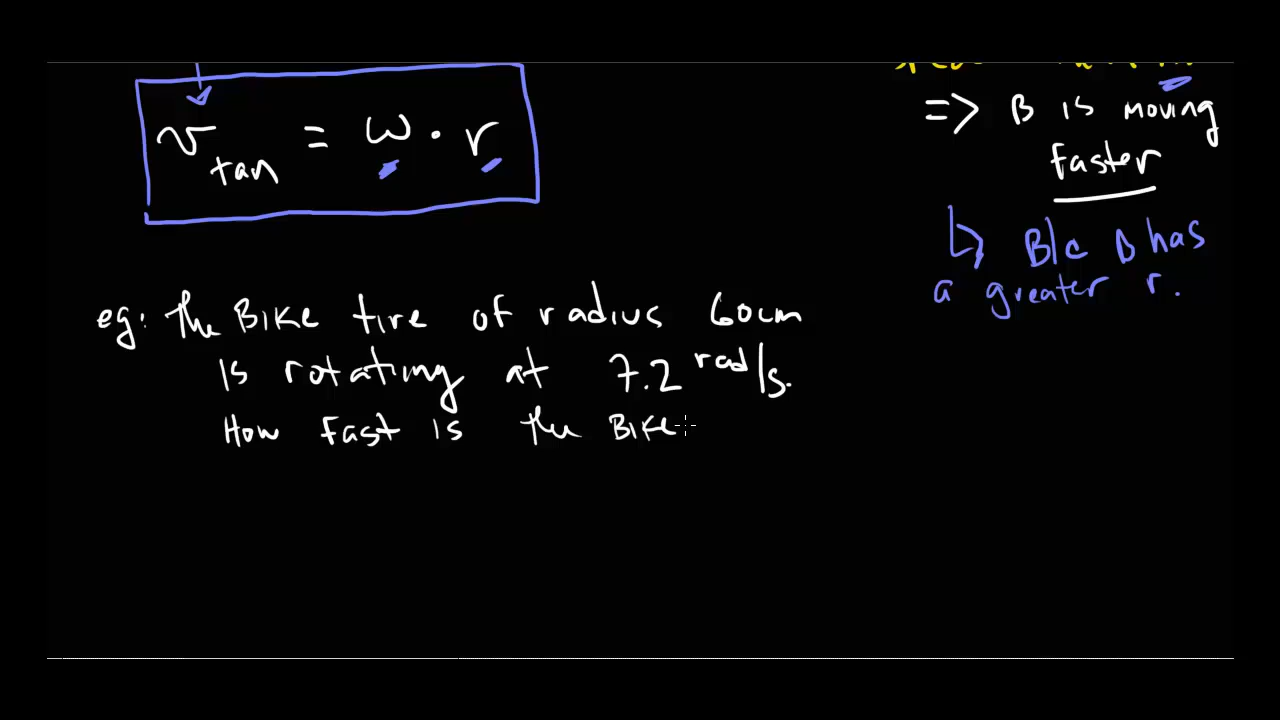 v tan = ω · r
=> B is moving
faster
↳ B/c B has
a greater r.
eg: the Bike tire of radius 60cm
is rotating at 7.2 rad/s.
How fast is the Bike